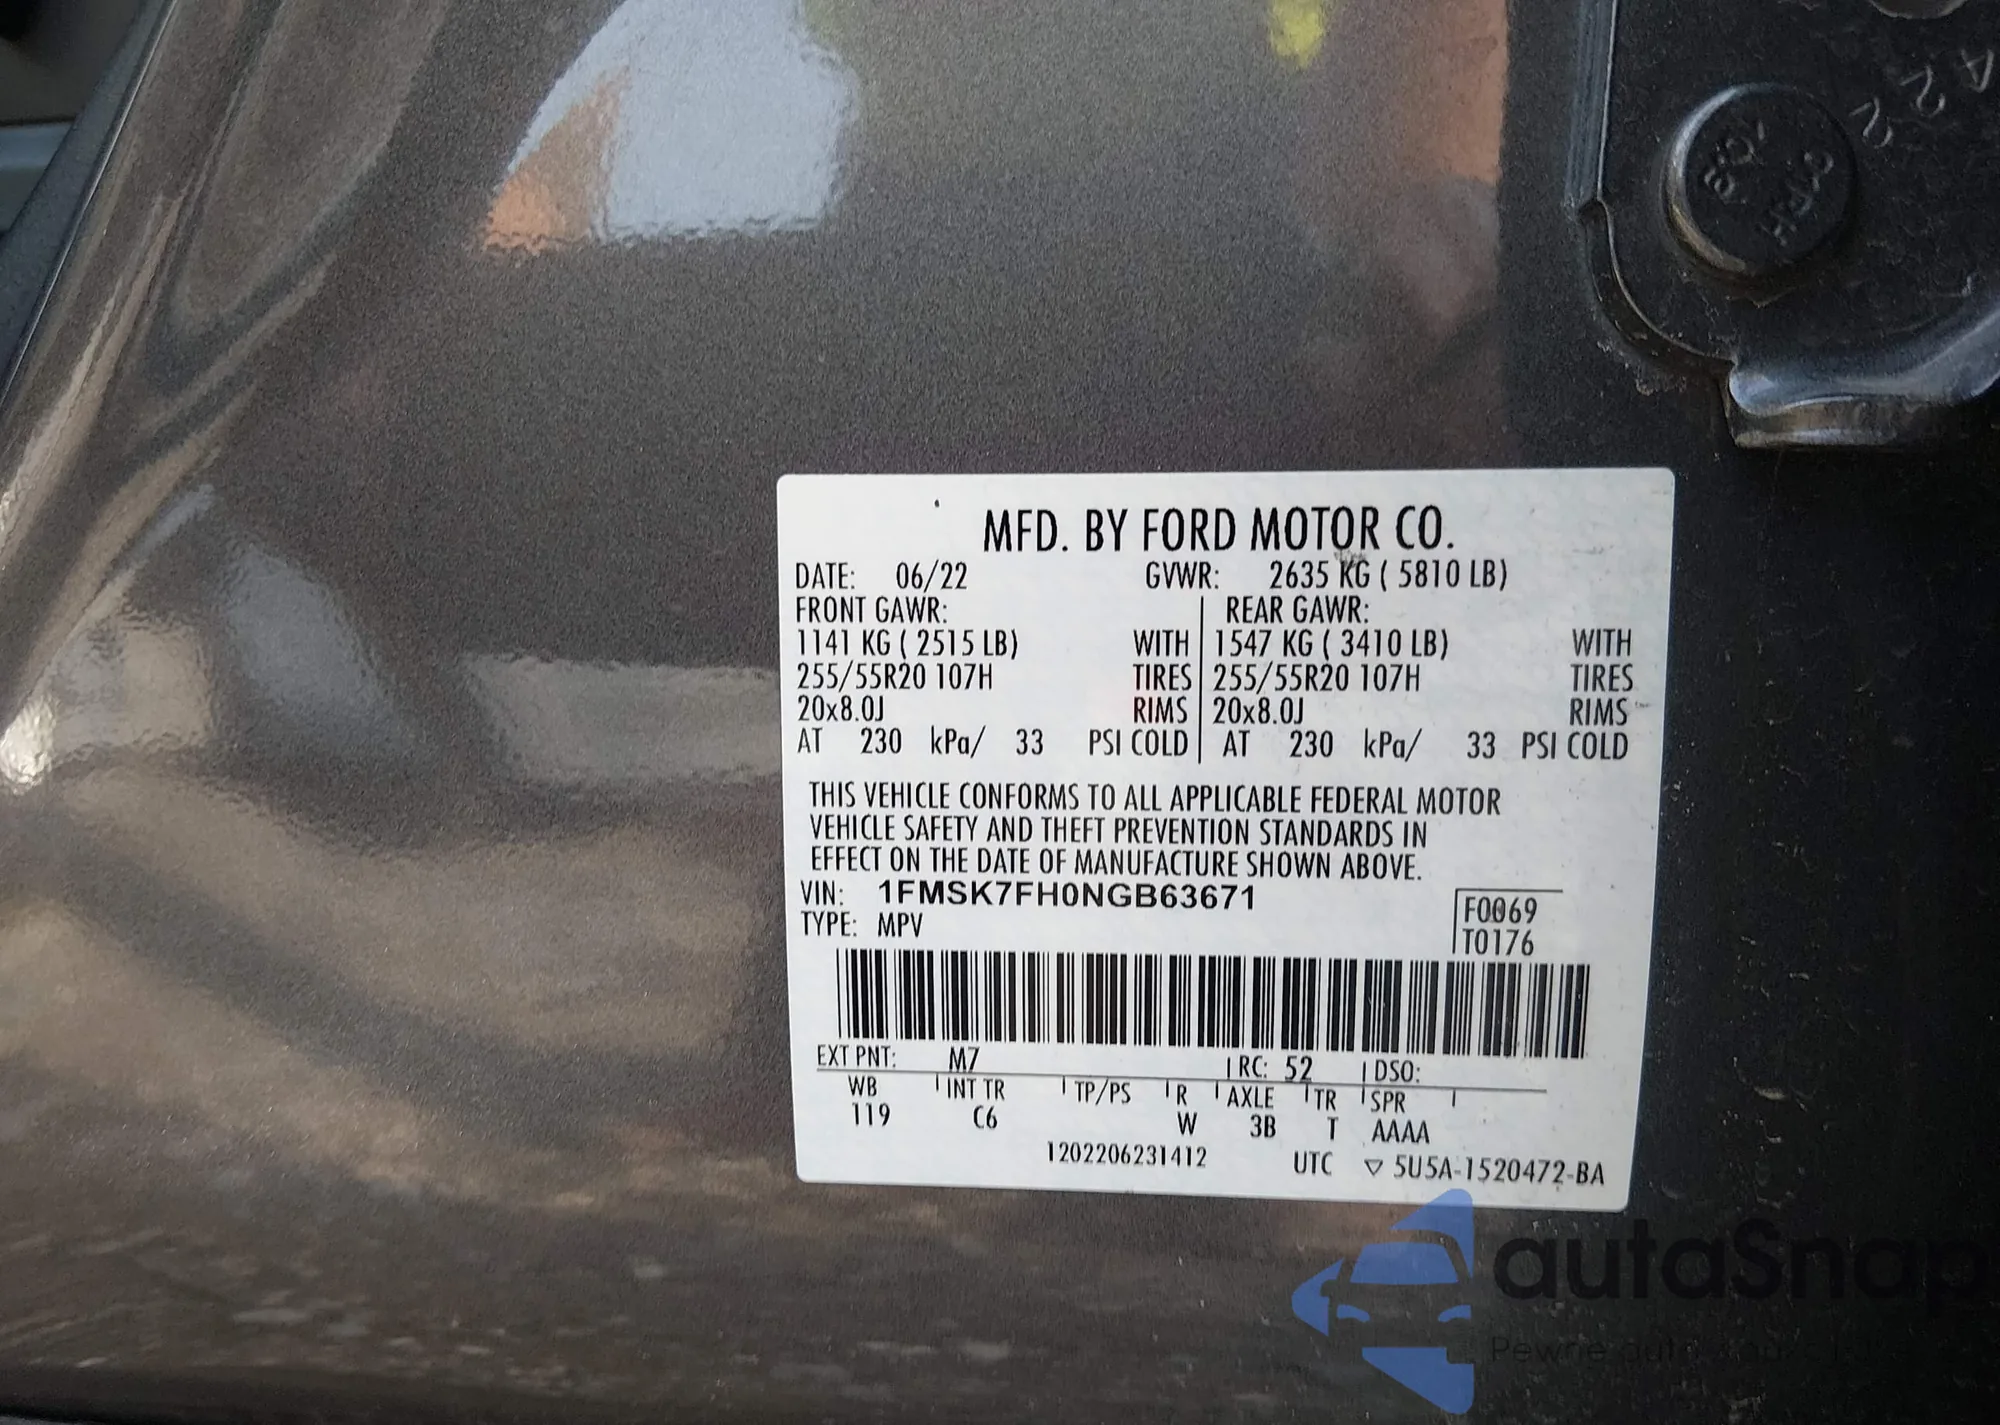 422
MFD. BY FORD MOTOR CO.
DATE: 06/22 GVWR: 2635 KG ( 5810 LB)
FRONT GAWR: REAR GAWR:
1141 KG ( 2515 LB) WITH 1547 KG ( 3410 LB) WITH
255/55R20 107H TIRES 255/55R20 107H TIRES
20x8.0J RIMS 20x8.0J RIMS
AT 230 kPa/ 33 PSI COLD AT 230 kPa/ 33 PSI COLD
THIS VEHICLE CONFORMS TO ALL APPLICABLE FEDERAL MOTOR
VEHICLE SAFETY AND THEFT PREVENTION STANDARDS IN
EFFECT ON THE DATE OF MANUFACTURE SHOWN ABOVE.
VIN: 1FMSK7FH0NGB63671
TYPE: MPV
F0069
T0176
EXT PNT: M7 RC: 52 DSO:
WB INT TR TP/PS R AXLE TR SPR
119 C6 W 3B T AAAA
1202206231412 UTC ▽ 5U5A-1520472-BA
autaSnap
Pewne auta